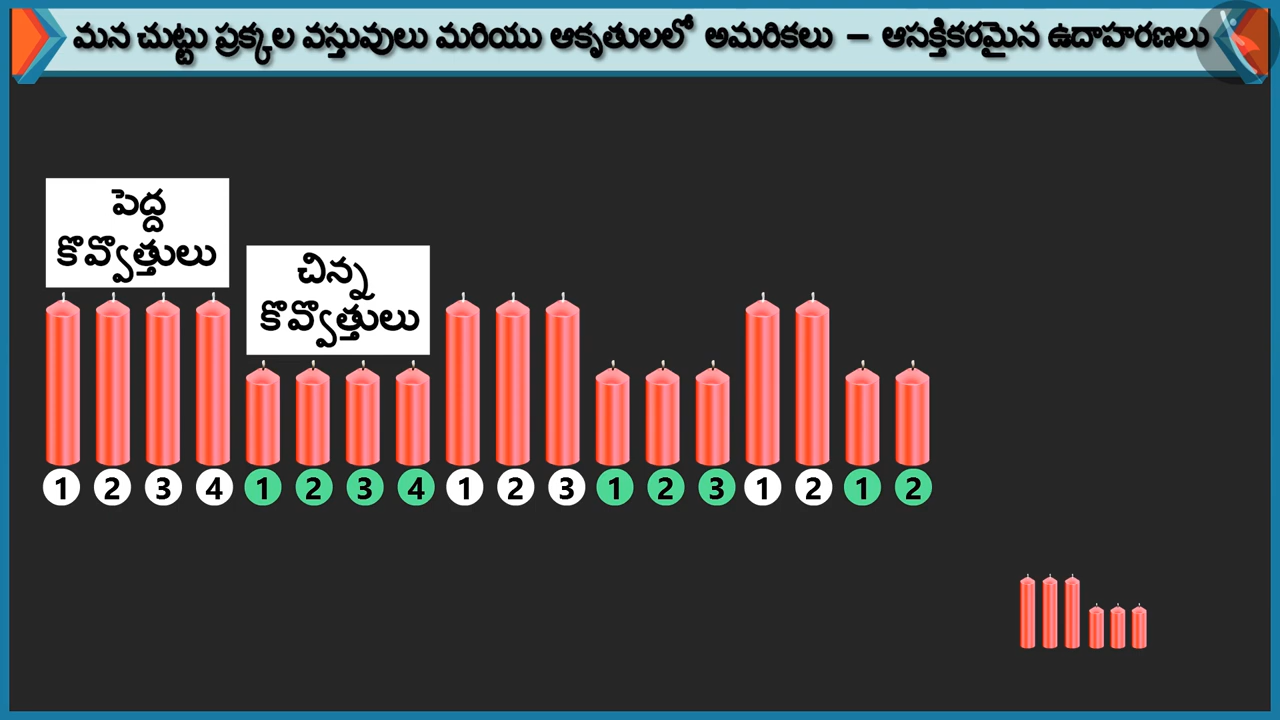 మన చుట్టు ప్రక్కల వస్తువులు మరియు ఆకృతులలో అమరికలు – ఆసక్తికరమైన ఉదాహరణలు
పెద్ద
కొవ్వొత్తులు
చిన్న
కొవ్వొత్తులు
1 2 3 4 1 2 3 4 1 2 3 1 2 3 1 2 1 2